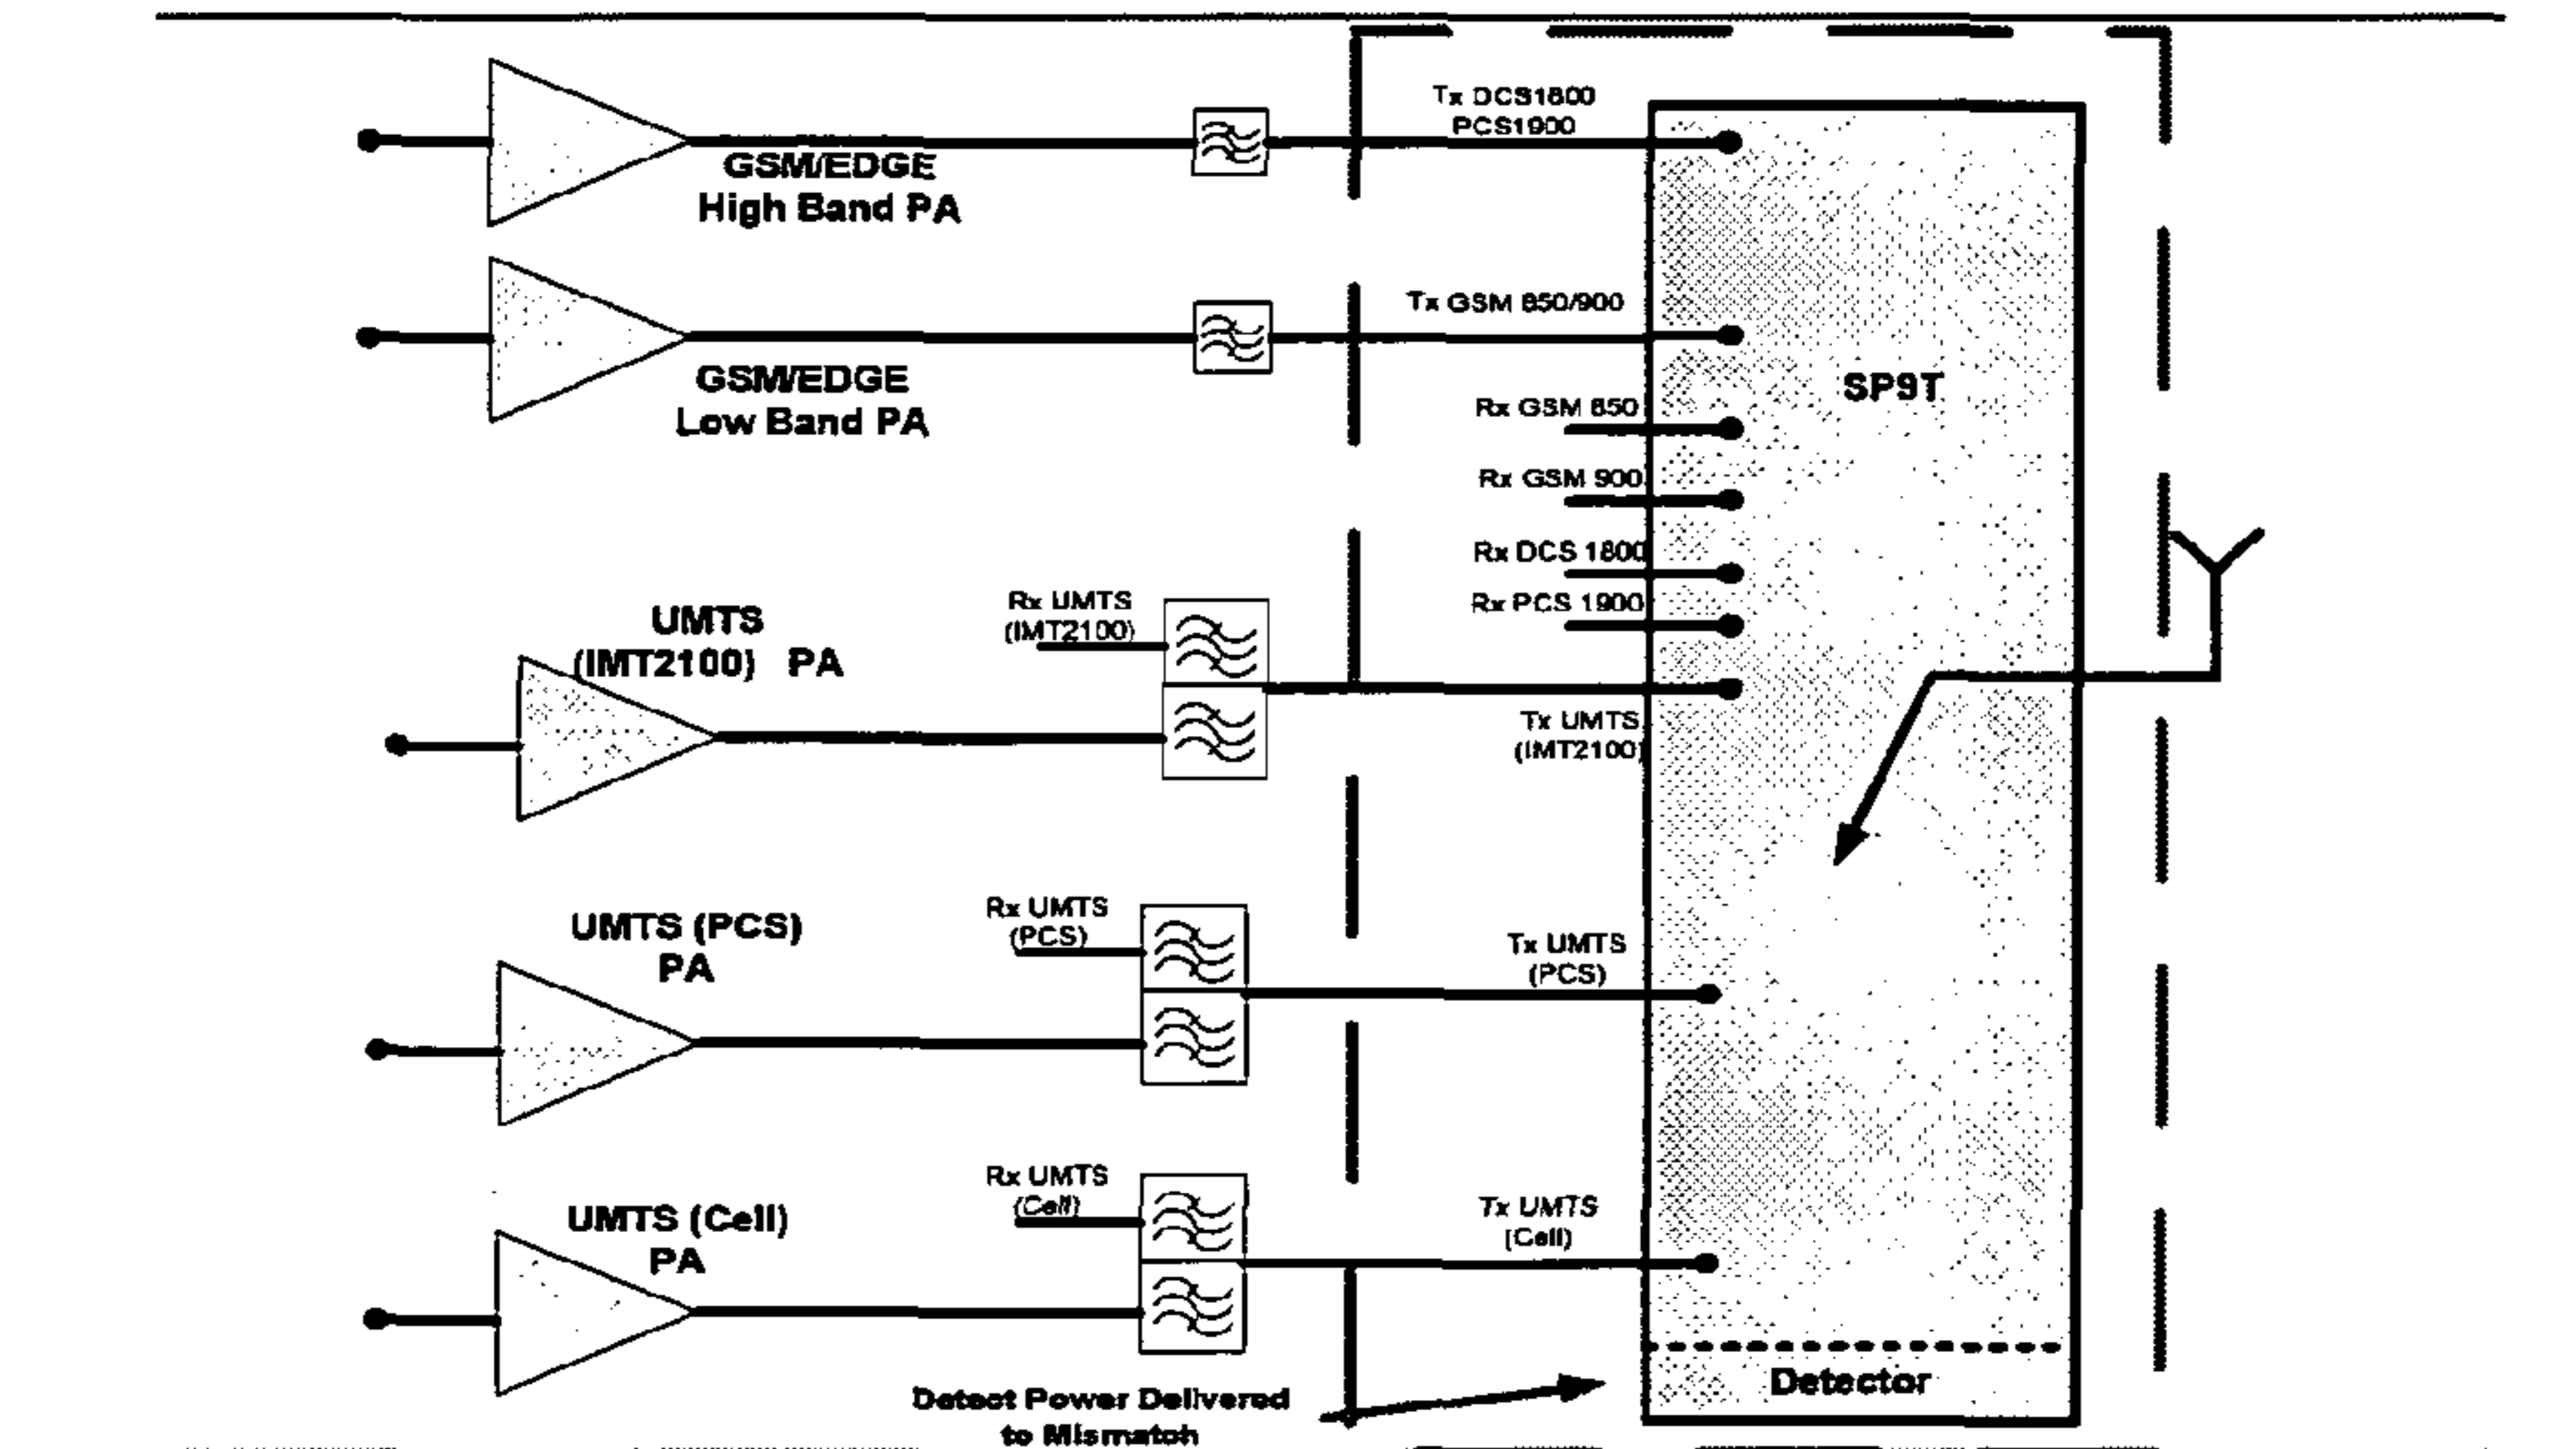 Tx DCS1800
PCS1900
GSM/EDGE
High Band PA
Tx GSM 850/900
GSM/EDGE
Low Band PA
SP9T
Rx GSM 850
Rx GSM 900
Rx DCS 1800
Rx PCS 1900
UMTS
(IMT2100) PA
Rx UMTS
(IMT2100)
Tx UMTS
(IMT2100)
UMTS (PCS)
PA
Rx UMTS
(PCS)
Tx UMTS
(PCS)
UMTS (Cell)
PA
Rx UMTS
(Cell)
Tx UMTS
(Cell)
Detector
Detect Power Delivered
to Mismatch